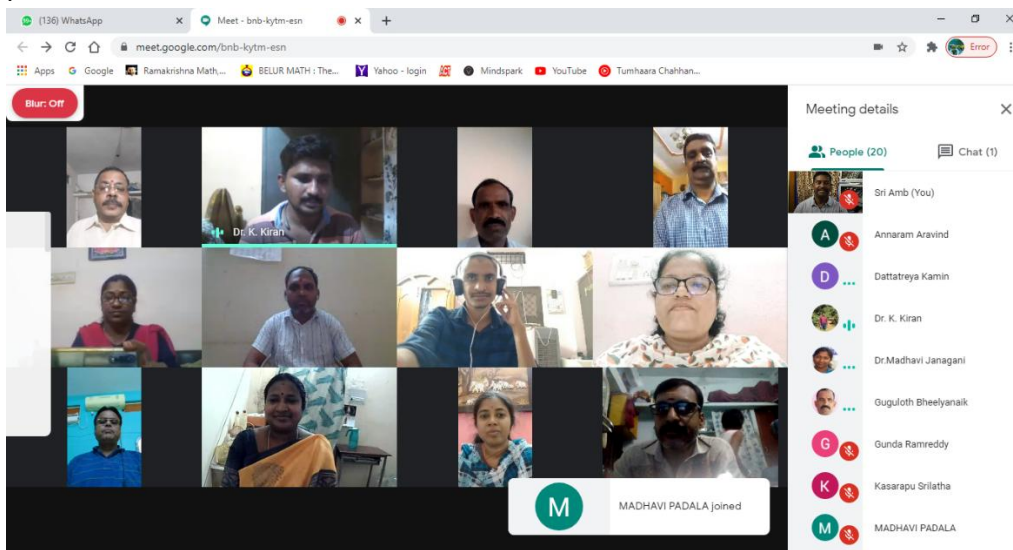 (136) WhatsApp
Meet - bnb-kytm-esn
meet.google.com/bnb-kytm-esn
Error
Apps
Google
Ramakrishna Math,...
BELUR MATH : The...
Yahoo - login
Mindspark
YouTube
Tumhaara Chahhan...
Blur: Off
Dr. K. Kiran
M
MADHAVI PADALA joined
Meeting details
People (20)
Chat (1)
Sri Amb (You)
A
Annaram Aravind
D
Dattatreya Kamin
Dr. K. Kiran
Dr.Madhavi Janagani
Guguloth Bheelyanaik
G
Gunda Ramreddy
K
Kasarapu Srilatha
M
MADHAVI PADALA